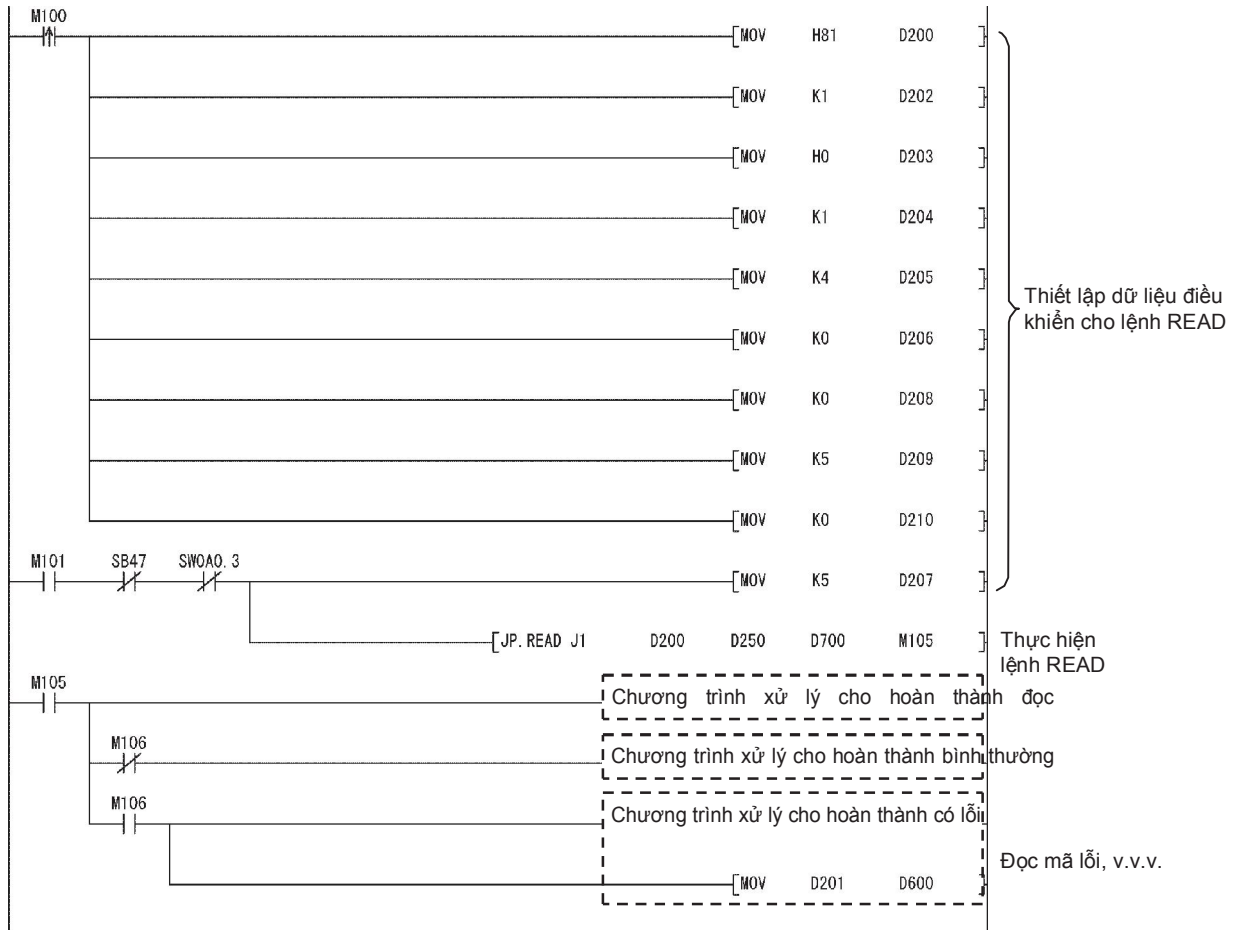 M100
MOV H81 D200
MOV K1 D202
MOV H0 D203
MOV K1 D204
MOV K4 D205
MOV K0 D206
MOV K0 D208
MOV K5 D209
MOV K0 D210
Thiết lập dữ liệu điều
khiển cho lệnh READ
M101 SB47 SW0A0.3
MOV K5 D207
JP.READ J1 D200 D250 D700 M105
Thực hiện
lệnh READ
M105
Chương trình xử lý cho hoàn thành đọc
M106
Chương trình xử lý cho hoàn thành bình thường
M106
Chương trình xử lý cho hoàn thành có lỗi
MOV D201 D600
Đọc mã lỗi, v.v.v.